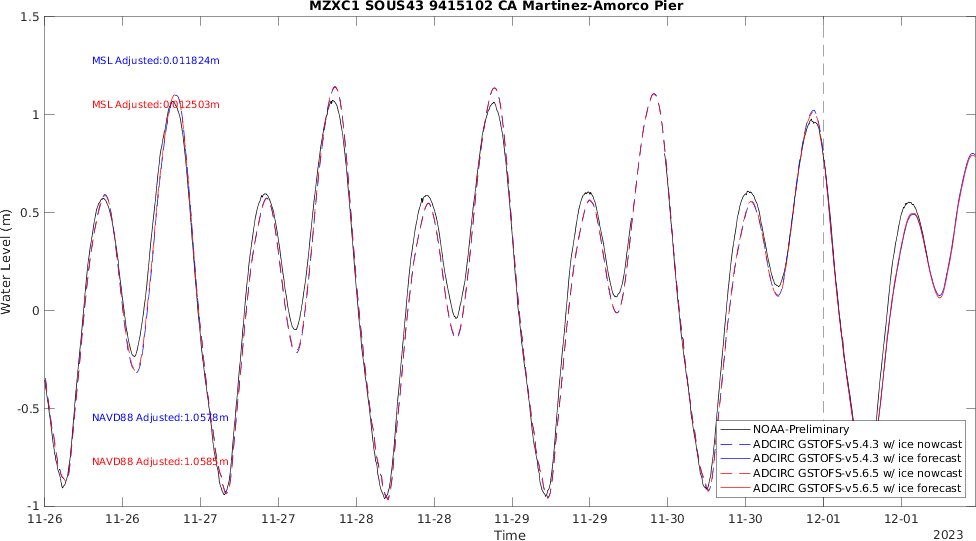 MZXC1 SOUS43 9415102 CA Martinez-Amorco Pier
1.5
MSL Adjusted:0.011824m
MSL Adjusted:0.012503m
1
0.5
Water Level (m)
0
-0.5
NAVD88 Adjusted:1.0578m
NAVD88 Adjusted:1.0585m
-1
NOAA-Preliminary
ADCIRC GSTOFS-v5.4.3 w/ ice nowcast
ADCIRC GSTOFS-v5.4.3 w/ ice forecast
ADCIRC GSTOFS-v5.6.5 w/ ice nowcast
ADCIRC GSTOFS-v5.6.5 w/ ice forecast
11-26 11-26 11-27 11-27 11-28 11-28 11-29 11-29 11-30 11-30 12-01 12-01
Time
2023